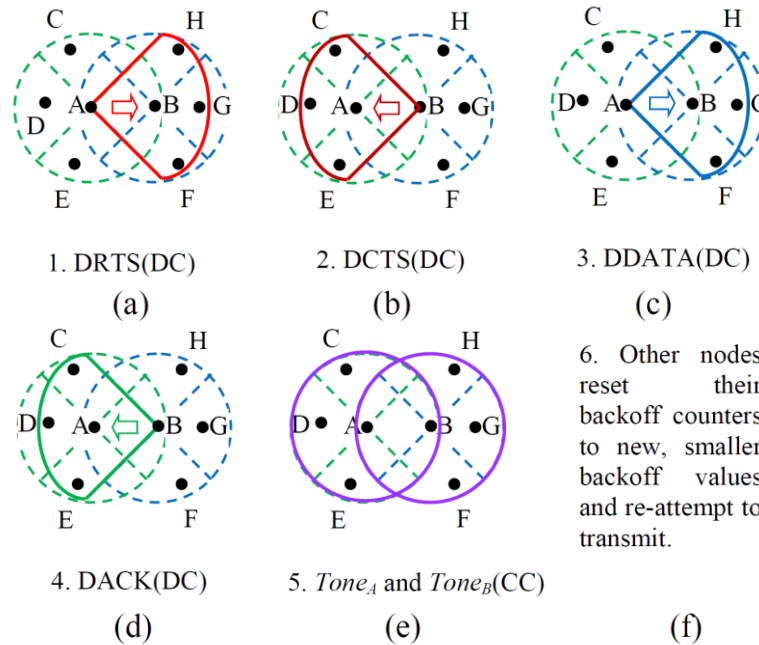 C H
A B G
D
E F
1. DRTS(DC)
(a)
C H
D A B G
E F
2. DCTS(DC)
(b)
C H
D A B G
E F
3. DDATA(DC)
(c)
C H
D A B G
E F
4. DACK(DC)
(d)
C H
D A B G
E F
5. ToneA and ToneB(CC)
(e)
6. Other nodes
reset their
backoff counters
to new, smaller
backoff values
and re-attempt to
transmit.
(f)